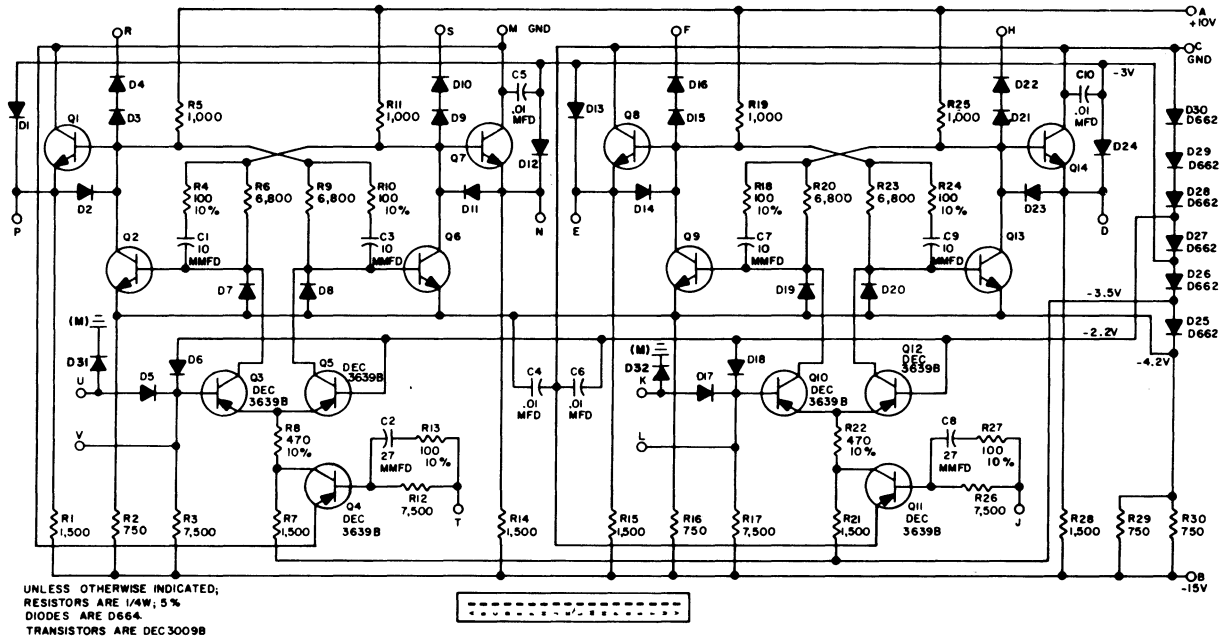 R
S
M GND
F
H
A
+10V
C
GND
D4
D10
C5
.01
MFD
D16
D22
C10
.01
MFD
-3V
D1
Q1
D3
R5
1,000
R11
1,000
D9
Q7
D12
D13
Q8
D15
R19
1,000
R25
1,000
D21
Q14
D24
D30
D662
D29
D662
D2
R4
100
10%
R6
6,800
R9
6,800
R10
100
10%
D11
D14
R18
100
10%
R20
6,800
R23
6,800
R24
100
10%
D23
D28
D662
P
N
E
D
Q2
C1
10
MMFD
C3
10
MMFD
Q6
Q9
C7
10
MMFD
C9
10
MMFD
Q13
D27
D662
D7
D8
D19
D20
D26
D662
-3.5V
D25
D662
(M)
D31
U
D5
D6
Q3
DEC
3639B
Q5
DEC
3639B
C4
.01
MFD
C6
.01
MFD
(M)
D32
K
D17
D18
Q10
DEC
3639B
Q12
DEC
3639B
-2.2V
-4.2V
V
R8
470
10%
C2
27
MMFD
R13
100
10%
L
R22
470
10%
C8
27
MMFD
R27
100
10%
R1
1,500
R2
750
R3
7,500
R7
1,500
Q4
DEC
3639B
R12
7,500
T
R14
1,500
R15
1,500
R16
750
R17
7,500
R21
1,500
Q11
DEC
3639B
R26
7,500
J
R28
1,500
R29
750
R30
750
B
-15V
UNLESS OTHERWISE INDICATED;
RESISTORS ARE 1/4W; 5%
DIODES ARE D664.
TRANSISTORS ARE DEC3009B